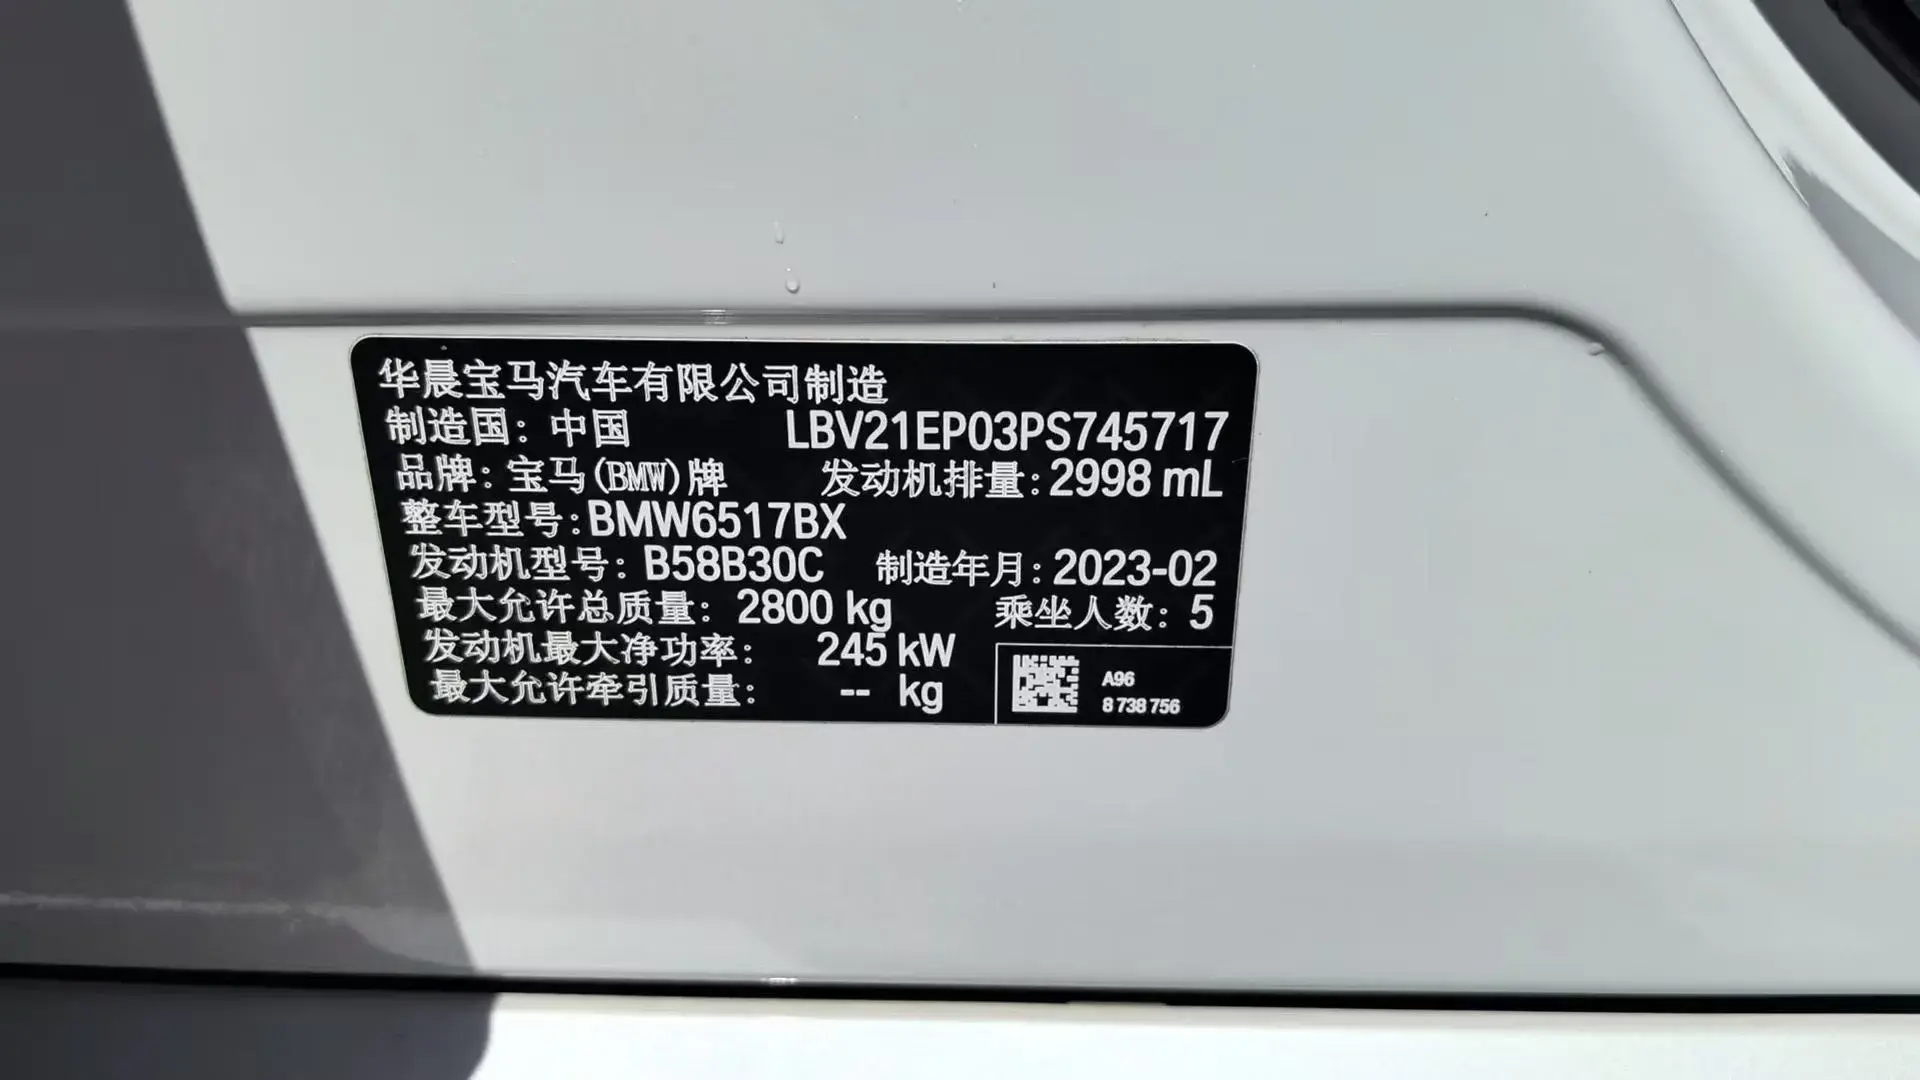 华晨宝马汽车有限公司制造
制造国：中国 LBV21EP03PS745717
品牌：宝马(BMW)牌 发动机排量：2998 mL
整车型号：BMW6517BX
发动机型号：B58B30C 制造年月：2023-02
最大允许总质量：2800 kg 乘坐人数：5
发动机最大净功率：245 kW
最大允许牵引质量：-- kg
A96
8 738 756